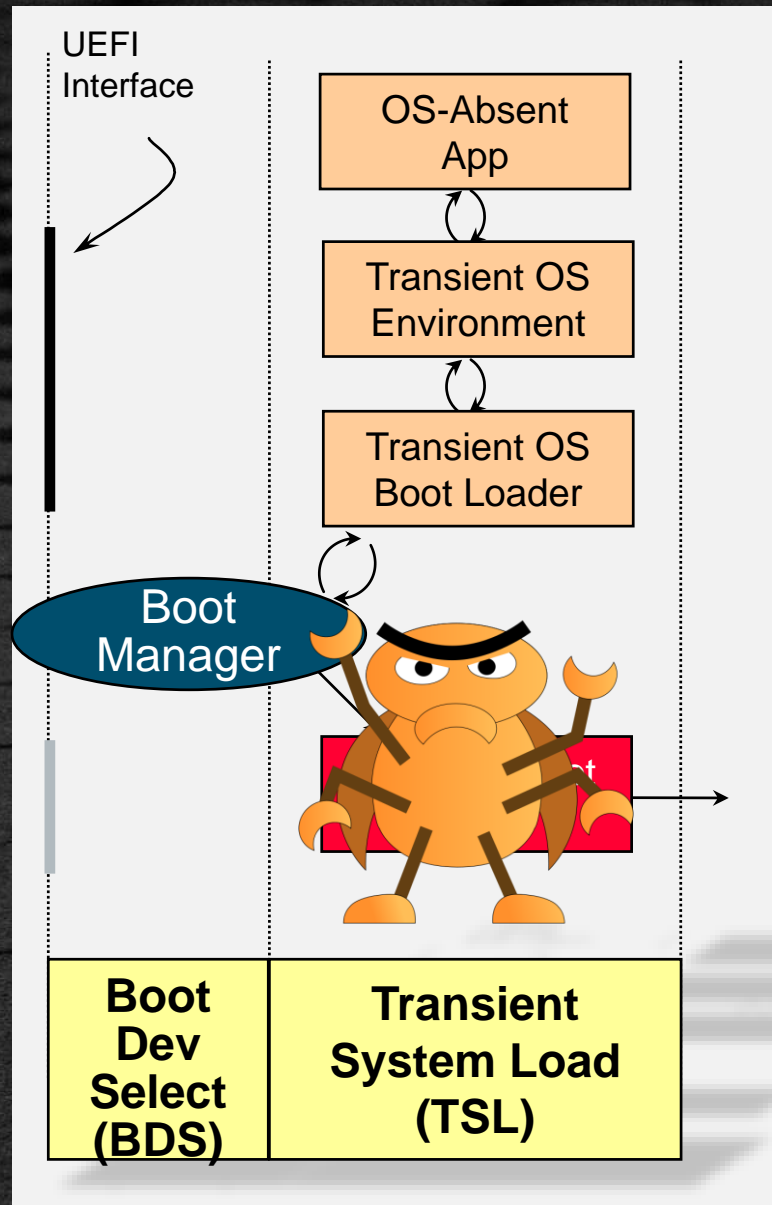 UEFI
Interface
OS-Absent
App
Transient OS
Environment
Transient OS
Boot Loader
Boot
Manager
Boot
Dev
Select
(BDS)
Transient
System Load
(TSL)